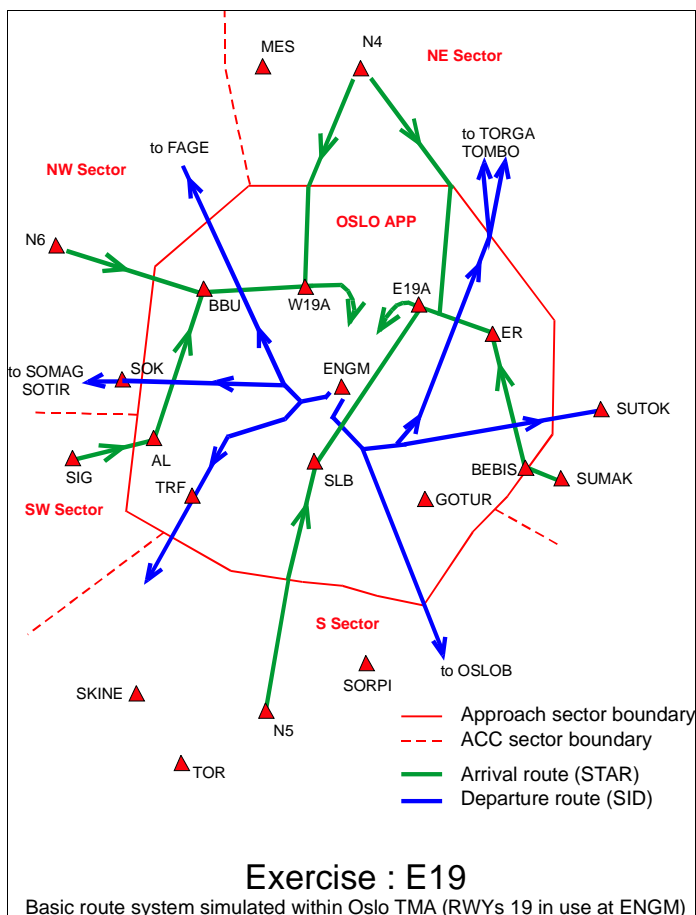 MES
N4
NE Sector
to TORGA
TOMBO
to FAGE
NW Sector
OSLO APP
N6
BBU
W19A
E19A
ER
ENGM
to SOMAG
SOTIR
SOK
SUTOK
SIG
AL
SLB
BEBIS
SUMAK
TRF
GOTUR
SW Sector
S Sector
to OSLOB
SORPI
SKINE
N5
TOR
Approach sector boundary
ACC sector boundary
Arrival route (STAR)
Departure route (SID)
Exercise : E19
Basic route system simulated within Oslo TMA (RWYs 19 in use at ENGM)